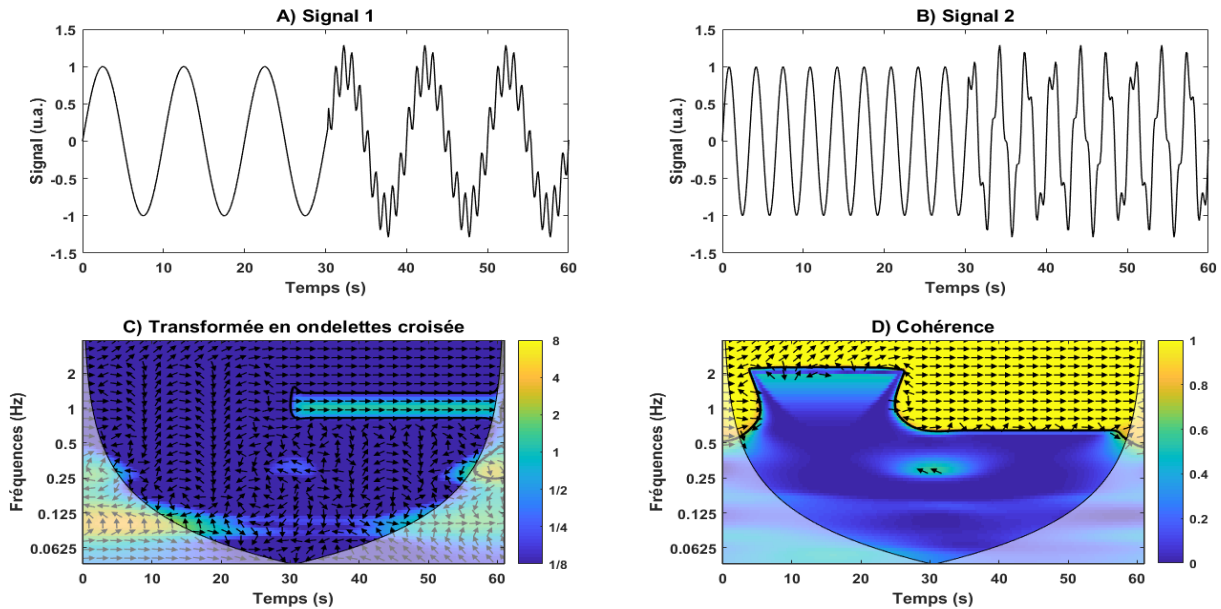 A) Signal 1
1.5
1
0.5
0
-0.5
-1
-1.5
Signal (u.a.)
0 10 20 30 40 50 60
Temps (s)
B) Signal 2
1.5
1
0.5
0
-0.5
-1
-1.5
Signal (u.a.)
0 10 20 30 40 50 60
Temps (s)
C) Transformée en ondelettes croisée
2
1
0.5
0.25
0.125
0.0625
Fréquences (Hz)
0 10 20 30 40 50 60
Temps (s)
8
4
2
1
1/2
1/4
1/8
D) Cohérence
2
1
0.5
0.25
0.125
0.0625
Fréquences (Hz)
0 10 20 30 40 50 60
Temps (s)
1
0.8
0.6
0.4
0.2
0